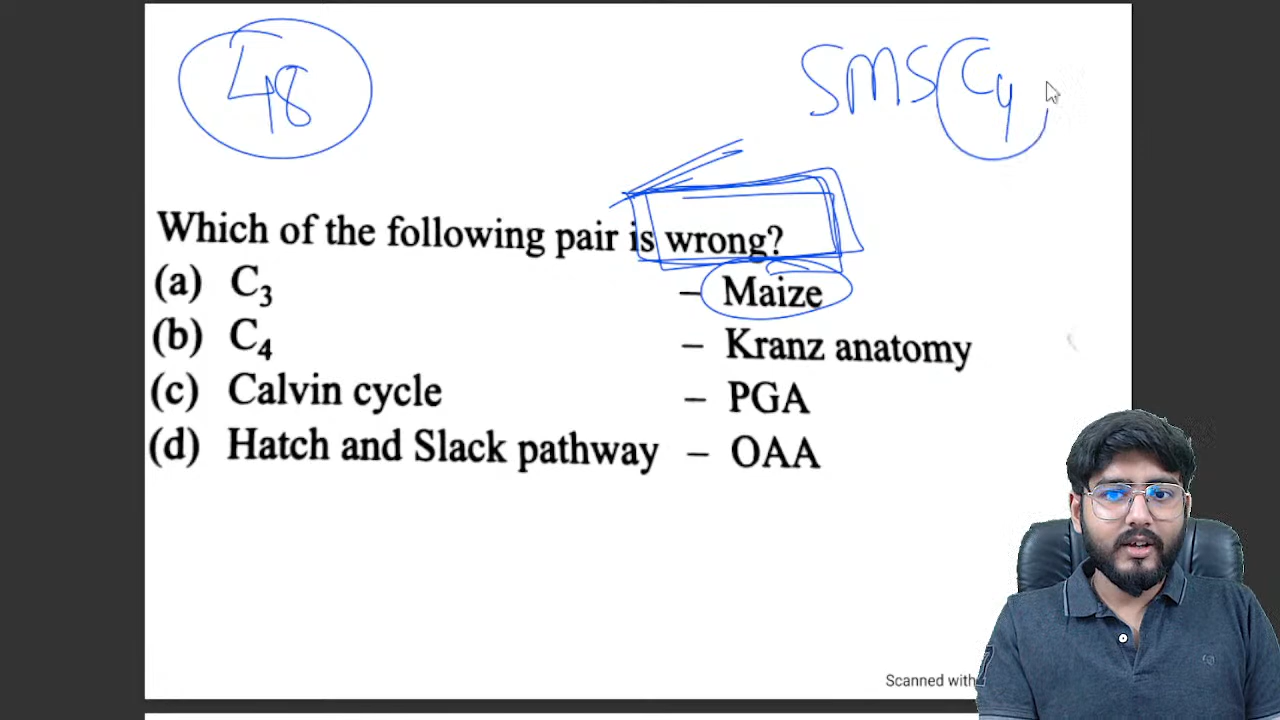 48
SMS C4
Which of the following pair is wrong?
(a) C3 – Maize
(b) C4 – Kranz anatomy
(c) Calvin cycle – PGA
(d) Hatch and Slack pathway – OAA
Scanned with